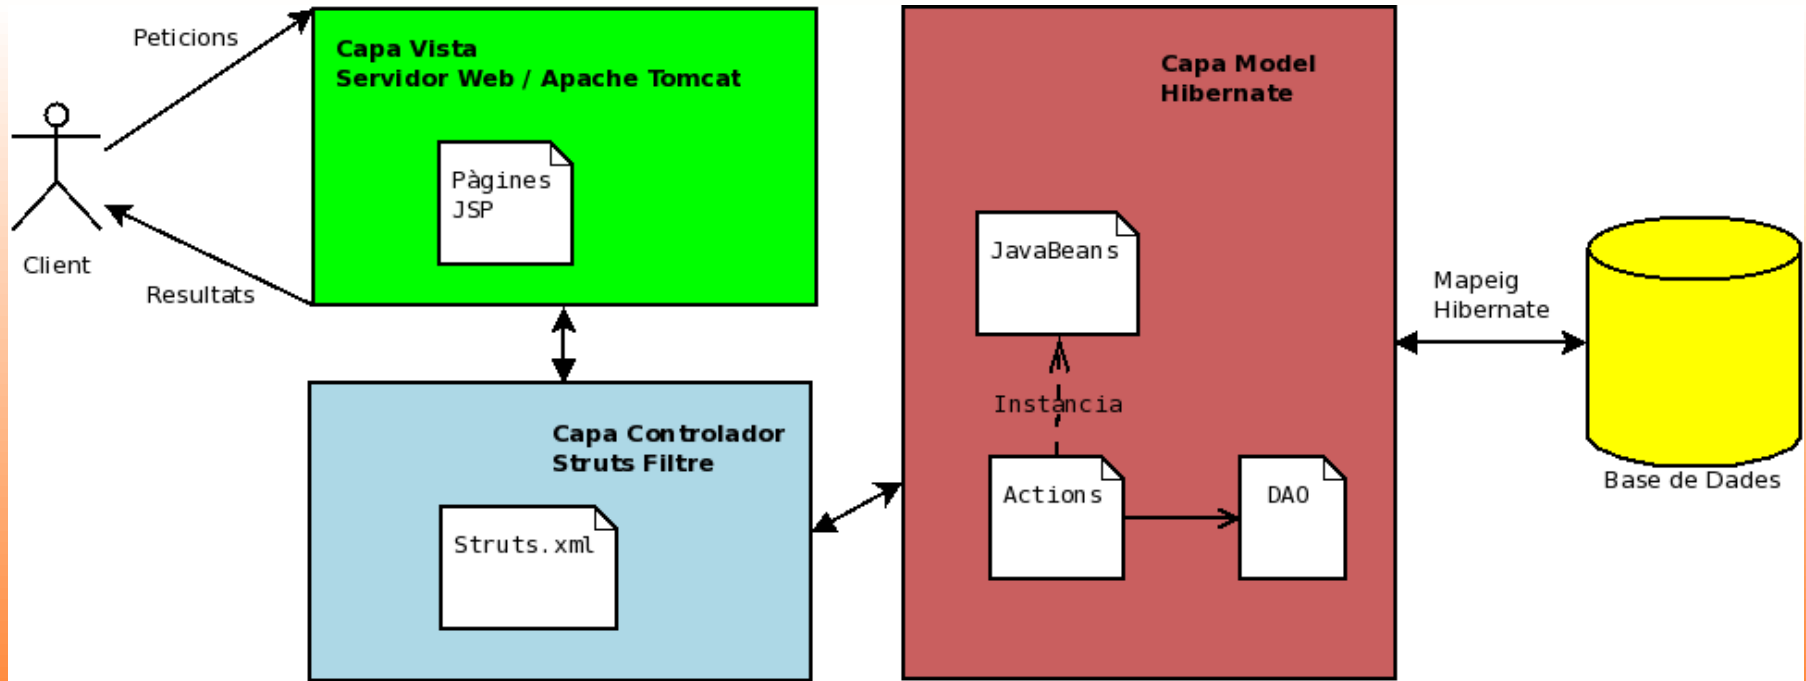 Peticions
Client
Resultats
Capa Vista
Servidor Web / Apache Tomcat
Pàgines
JSP
Capa Controlador
Struts Filtre
Struts.xml
Capa Model
Hibernate
JavaBeans
Instancia
Actions
DAO
Mapeig
Hibernate
Base de Dades